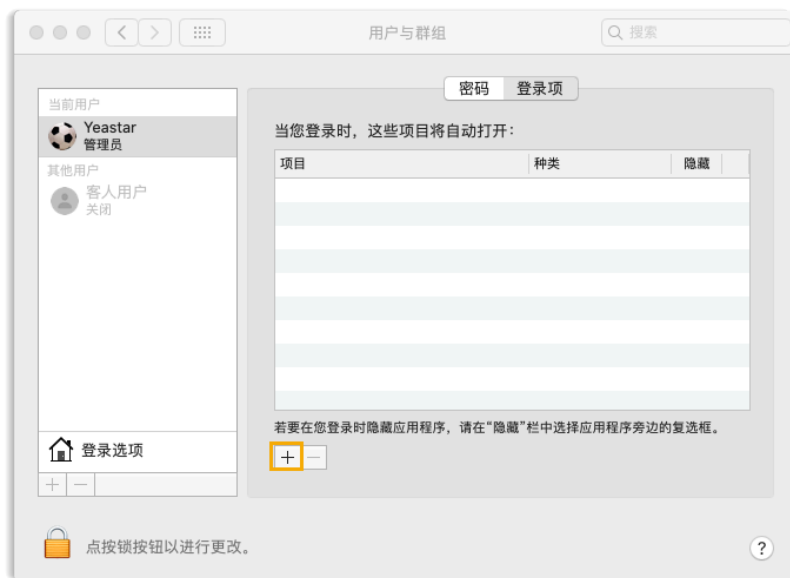 用户与群组
搜索
密码
登录项
当前用户
Yeastar
管理员
其他用户
客人用户
关闭
登录选项
当您登录时，这些项目将自动打开：
项目 种类 隐藏
若要在您登录时隐藏应用程序，请在“隐藏”栏中选择应用程序旁边的复选框。
点按锁按钮以进行更改。
?